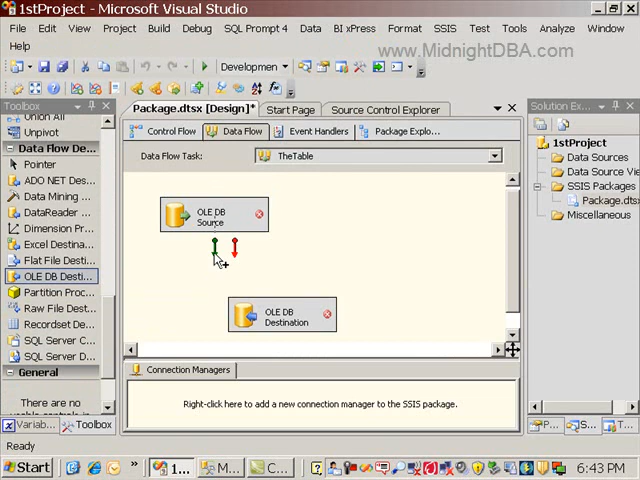 1stProject - Microsoft Visual Studio
File Edit View Project Build Debug SQL Prompt 4 Data BI xPress Format SSIS Test Tools Analyze Window
Help
www.MidnightDBA.com
Developmen
Toolbox
Union All
Unpivot
Data Flow De...
Pointer
ADO NET Des...
Data Mining ...
DataReader ...
Dimension Pr...
Excel Destina...
Flat File Desti...
OLE DB Desti...
Partition Proc...
Raw File Dest...
Recordset De...
SQL Server C...
SQL Server D...
General
There are no
Variab...
Toolbox
Package.dtsx [Design]*
Start Page
Source Control Explorer
Control Flow
Data Flow
Event Handlers
Package Explo...
Data Flow Task:
TheTable
OLE DB
Source
OLE DB
Destination
Connection Managers
Right-click here to add a new connection manager to the SSIS package.
Solution Ex...
1stProject
Data Sources
Data Source Vie
SSIS Packages
Package.dts
Miscellaneous
P...
S...
T...
Ready
Start
1...
M...
C...
6:43 PM